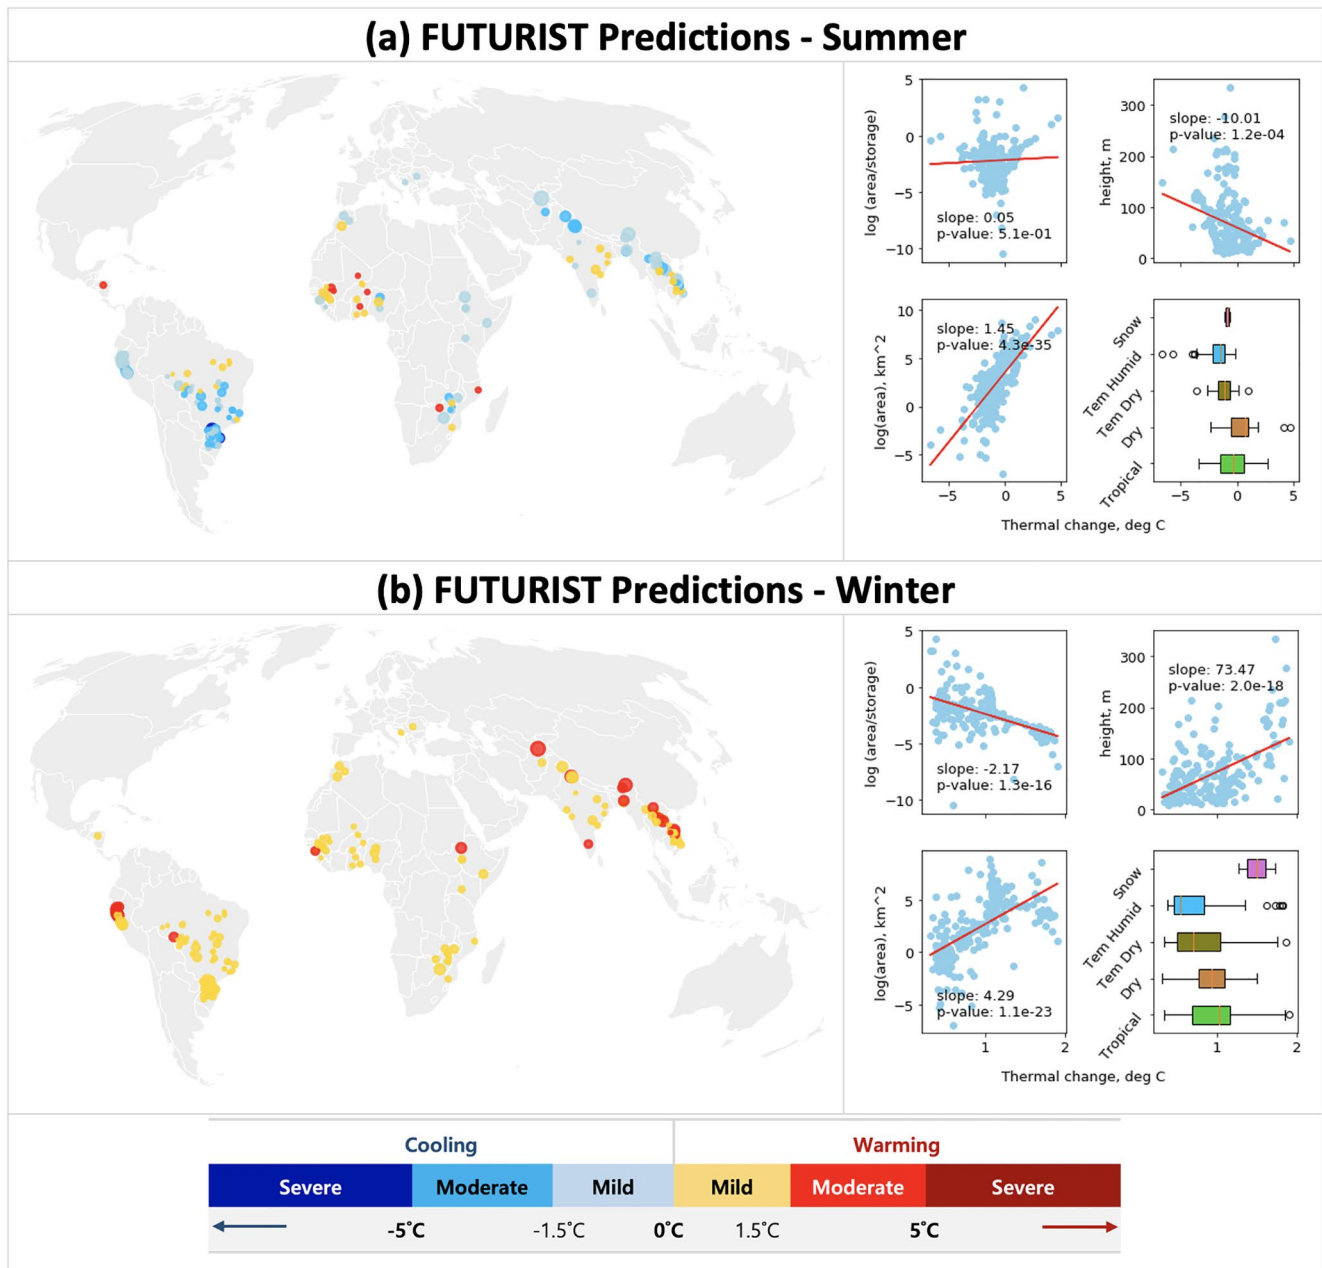 (a) FUTURIST Predictions - Summer
5
0
−5
−10
log (area/storage)
slope: 0.05
p-value: 5.1e-01
300
200
100
0
height, m
slope: -10.01
p-value: 1.2e-04
10
5
0
−5
log(area), km^2
slope: 1.45
p-value: 4.3e-35
−5
0
5
Snow
Tem Humid
Tem Dry
Dry
Tropical
−5
0
5
Thermal change, deg C
(b) FUTURIST Predictions - Winter
5
0
−5
−10
log (area/storage)
slope: -2.17
p-value: 1.3e-16
300
200
100
0
height, m
slope: 73.47
p-value: 2.0e-18
5
0
−5
log(area), km^2
slope: 4.29
p-value: 1.1e-23
1
2
Snow
Tem Humid
Tem Dry
Dry
Tropical
1
2
Thermal change, deg C
Cooling
Warming
Severe
Moderate
Mild
Mild
Moderate
Severe
-5°C
-1.5°C
0°C
1.5°C
5°C